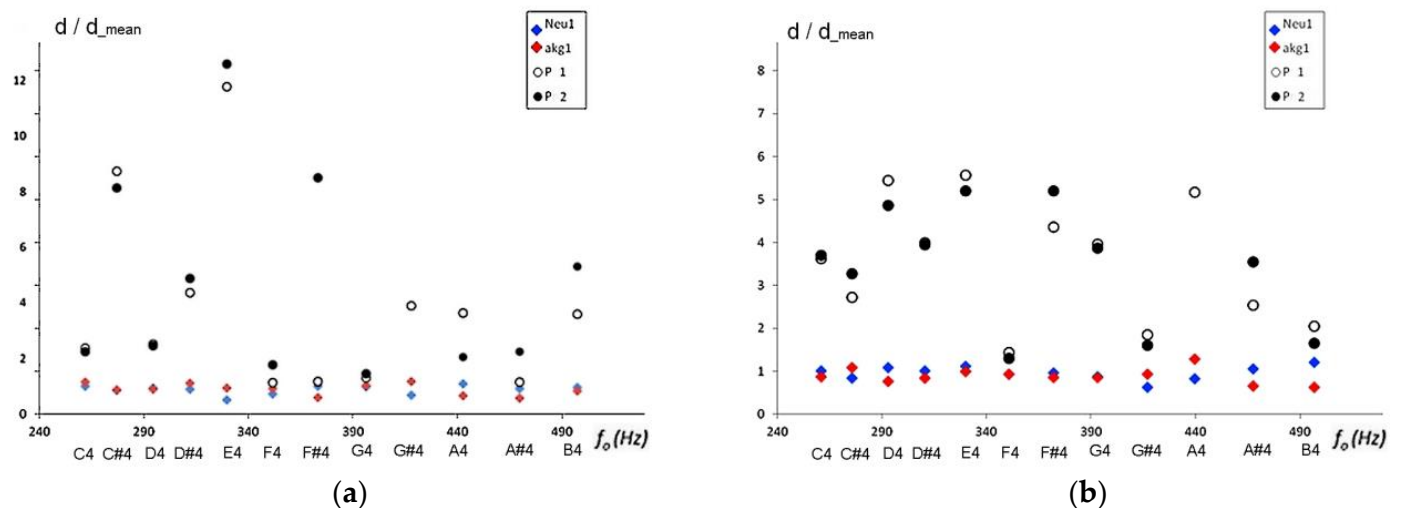 d / d_mean
Neu1
akg1
P 1
P 2
12
10
8
6
4
2
0
240 290 340 390 440 490 fₒ(Hz)
C4 C#4 D4 D#4 E4 F4 F#4 G4 G#4 A4 A#4 B4
(a)
d / d_mean
Neu1
akg1
P 1
P 2
8
7
6
5
4
3
2
1
0
240 290 340 390 440 490 fₒ(Hz)
C4 C#4 D4 D#4 E4 F4 F#4 G4 G#4 A4 A#4 B4
(b)